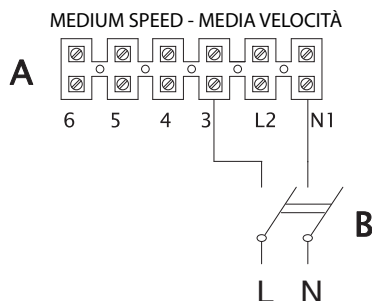 MEDIUM SPEED - MEDIA VELOCITÀ
A
6 5 4 3 L2 N1
B
L N